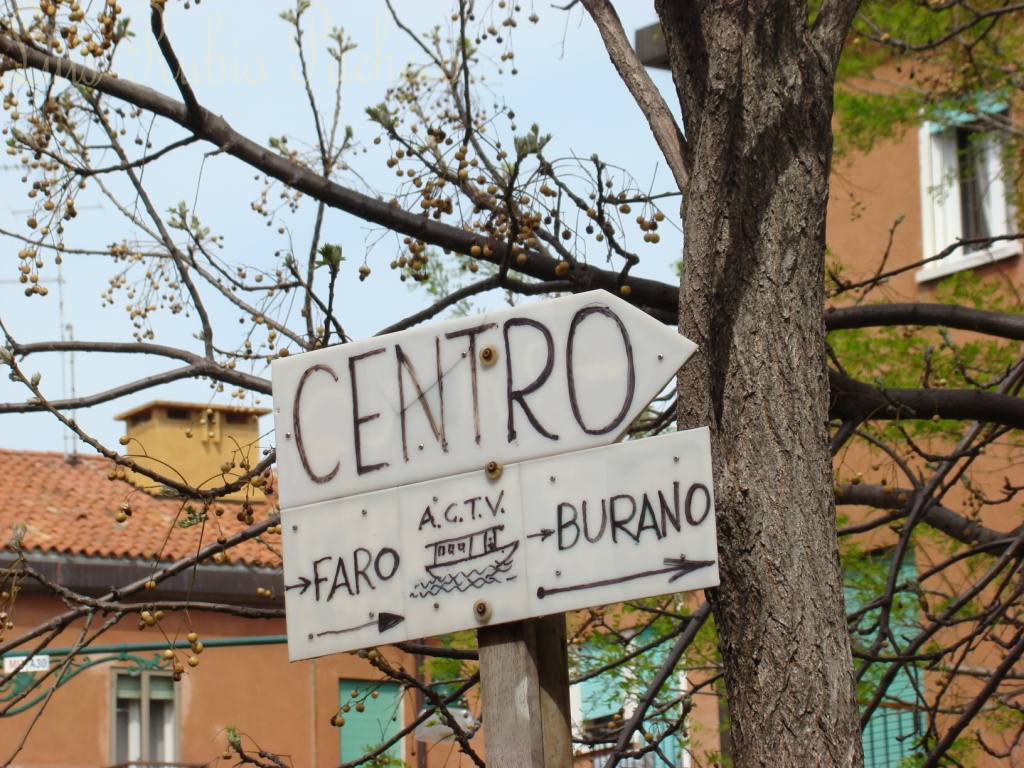 CENTRO
A.C.T.V.
→ FARO
→ BURANO